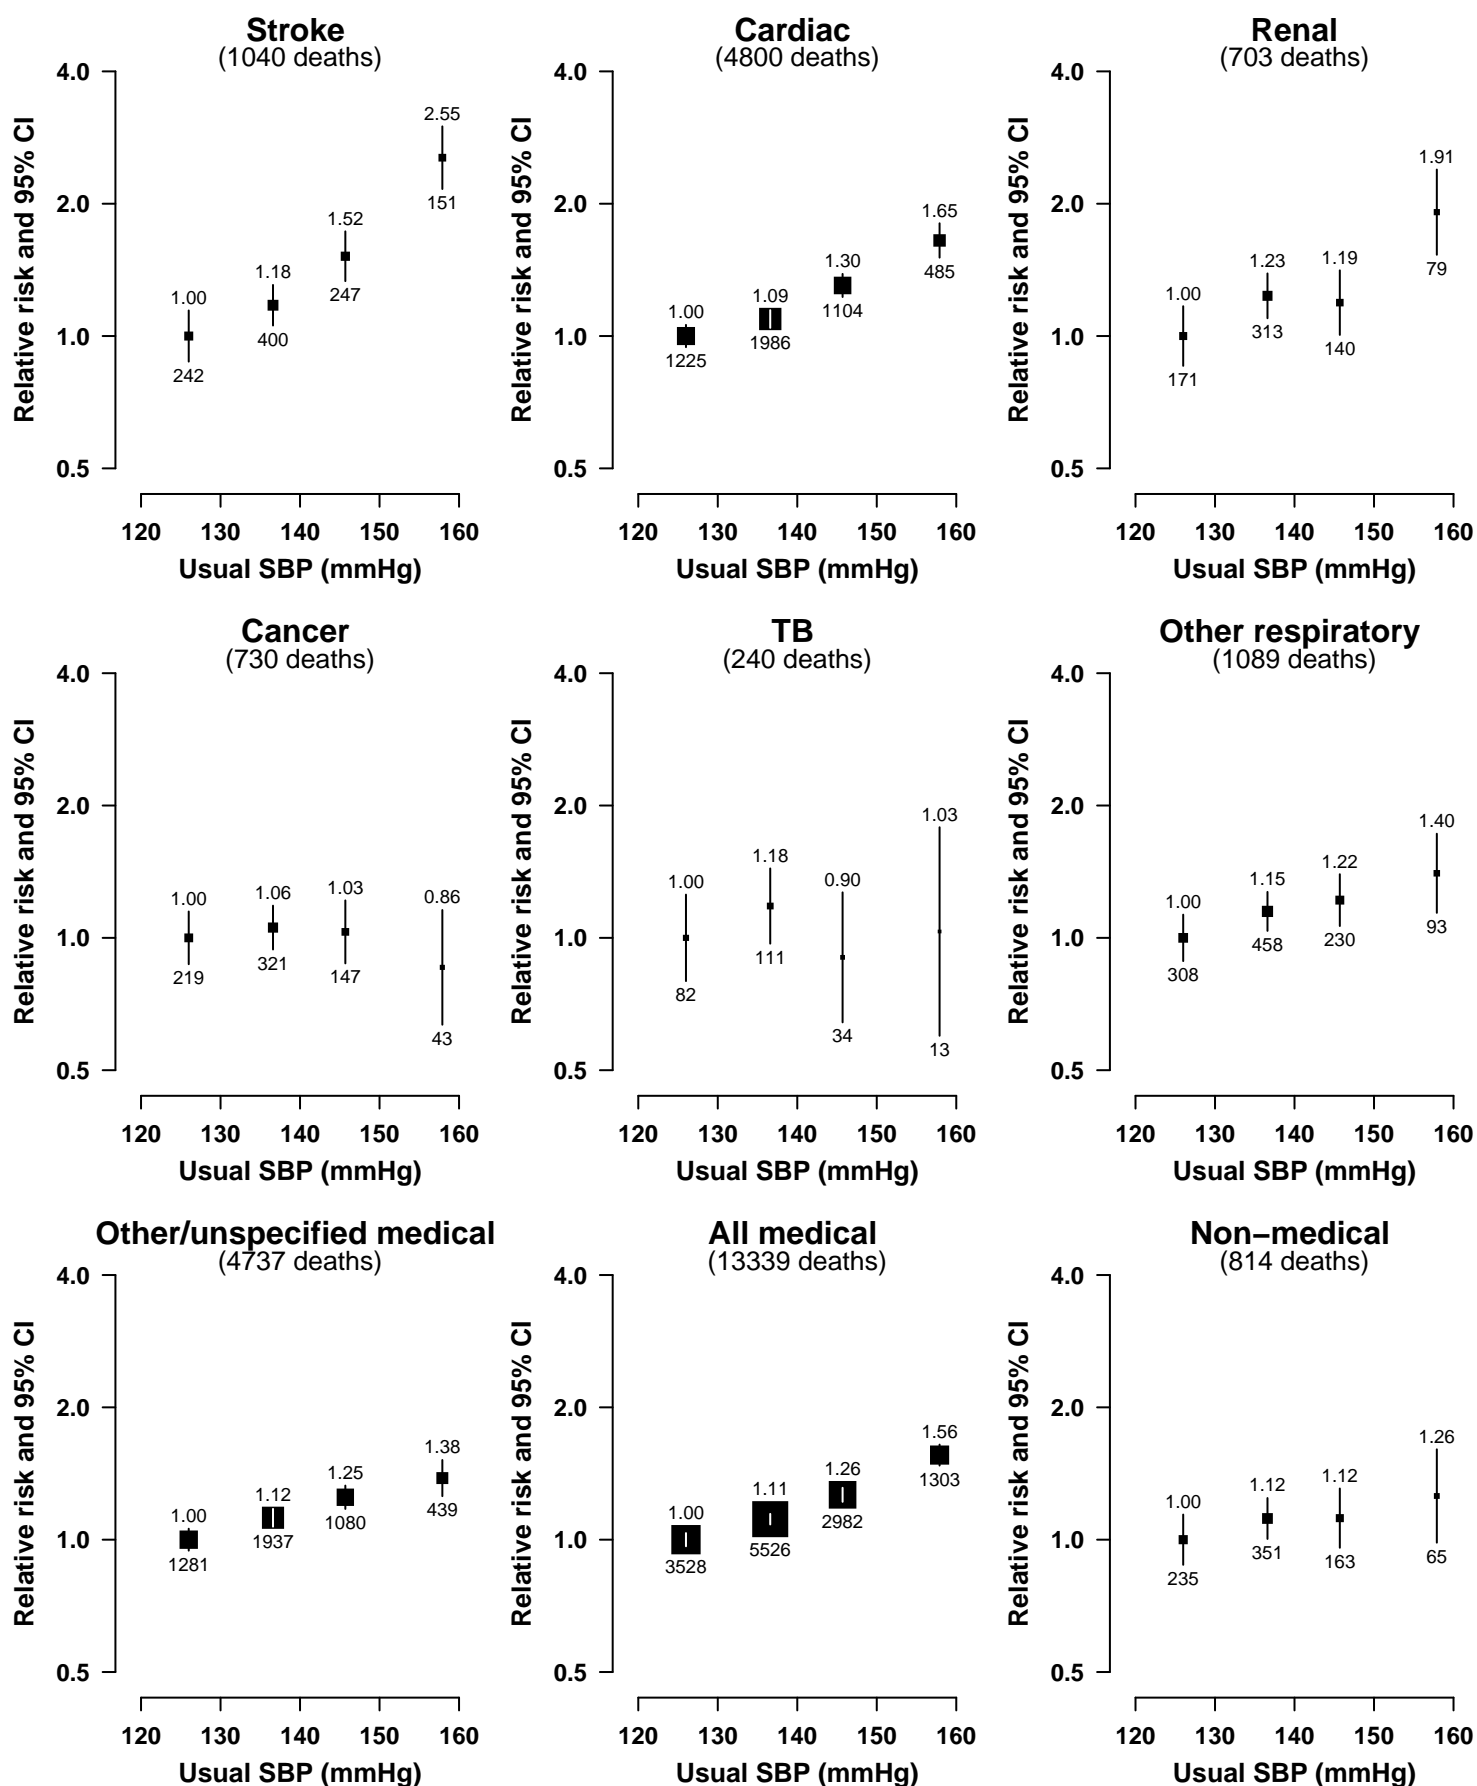 Stroke
(1040 deaths)
Relative risk and 95% CI
4.0
2.0
1.0
0.5
1.00
242
1.18
400
1.52
247
2.55
151
120 130 140 150 160
Usual SBP (mmHg)
Cardiac
(4800 deaths)
Relative risk and 95% CI
4.0
2.0
1.0
0.5
1.00
1225
1.09
1986
1.30
1104
1.65
485
120 130 140 150 160
Usual SBP (mmHg)
Renal
(703 deaths)
Relative risk and 95% CI
4.0
2.0
1.0
0.5
1.00
171
1.23
313
1.19
140
1.91
79
120 130 140 150 160
Usual SBP (mmHg)
Cancer
(730 deaths)
Relative risk and 95% CI
4.0
2.0
1.0
0.5
1.00
219
1.06
321
1.03
147
0.86
43
120 130 140 150 160
Usual SBP (mmHg)
TB
(240 deaths)
Relative risk and 95% CI
4.0
2.0
1.0
0.5
1.00
82
1.18
111
0.90
34
1.03
13
120 130 140 150 160
Usual SBP (mmHg)
Other respiratory
(1089 deaths)
Relative risk and 95% CI
4.0
2.0
1.0
0.5
1.00
308
1.15
458
1.22
230
1.40
93
120 130 140 150 160
Usual SBP (mmHg)
Other/unspecified medical
(4737 deaths)
Relative risk and 95% CI
4.0
2.0
1.0
0.5
1.00
1281
1.12
1937
1.25
1080
1.38
439
120 130 140 150 160
Usual SBP (mmHg)
All medical
(13339 deaths)
Relative risk and 95% CI
4.0
2.0
1.0
0.5
1.00
3528
1.11
5526
1.26
2982
1.56
1303
120 130 140 150 160
Usual SBP (mmHg)
Non−medical
(814 deaths)
Relative risk and 95% CI
4.0
2.0
1.0
0.5
1.00
235
1.12
351
1.12
163
1.26
65
120 130 140 150 160
Usual SBP (mmHg)